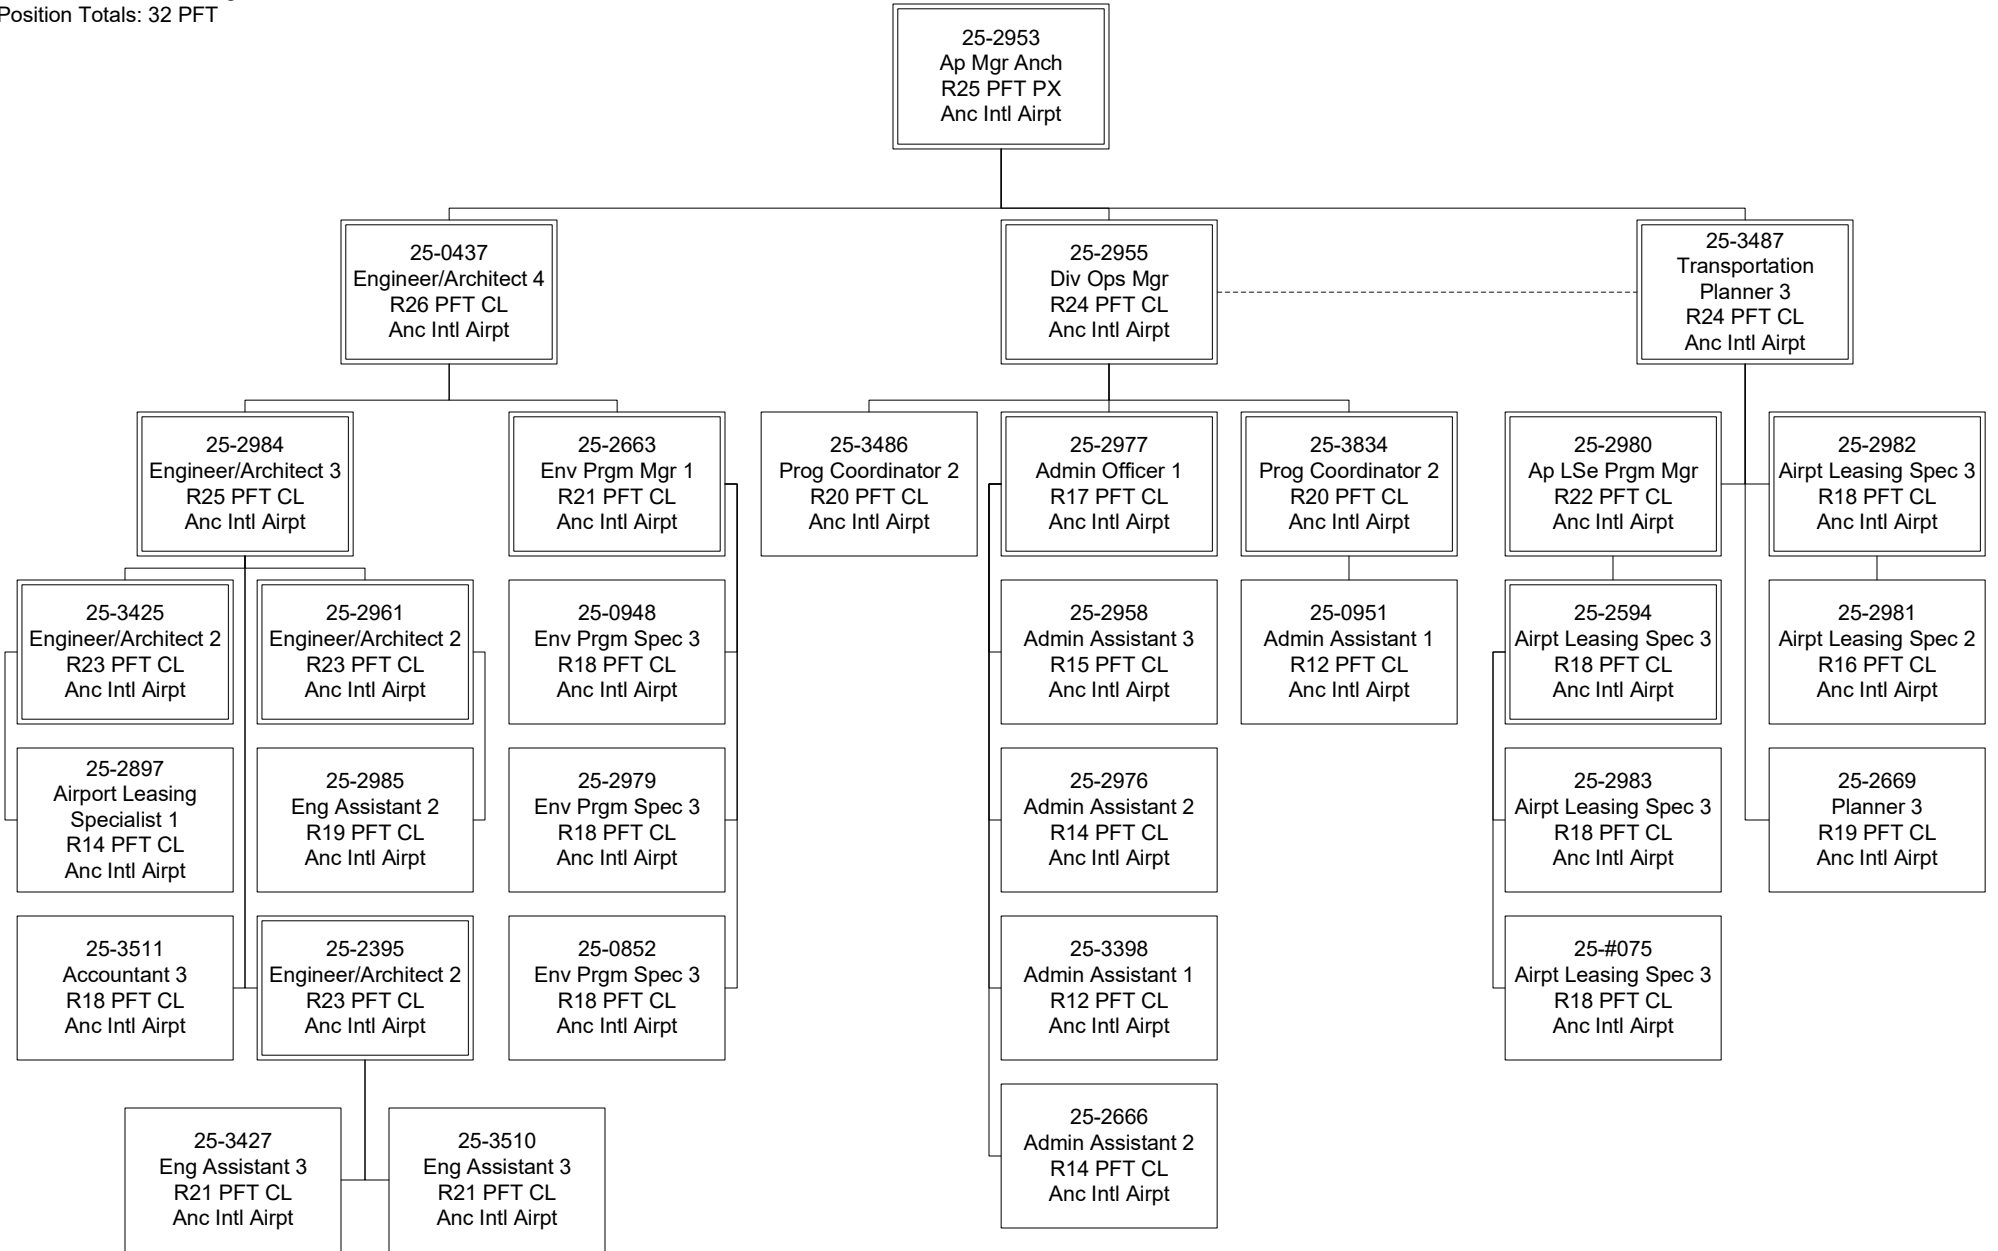 Position Totals: 32 PFT
25-2953
Ap Mgr Anch
R25 PFT PX
Anc Intl Airpt
25-0437
Engineer/Architect 4
R26 PFT CL
Anc Intl Airpt
25-2955
Div Ops Mgr
R24 PFT CL
Anc Intl Airpt
25-3487
Transportation
Planner 3
R24 PFT CL
Anc Intl Airpt
25-2984
Engineer/Architect 3
R25 PFT CL
Anc Intl Airpt
25-2663
Env Prgm Mgr 1
R21 PFT CL
Anc Intl Airpt
25-3486
Prog Coordinator 2
R20 PFT CL
Anc Intl Airpt
25-2977
Admin Officer 1
R17 PFT CL
Anc Intl Airpt
25-3834
Prog Coordinator 2
R20 PFT CL
Anc Intl Airpt
25-2980
Ap LSe Prgm Mgr
R22 PFT CL
Anc Intl Airpt
25-2982
Airpt Leasing Spec 3
R18 PFT CL
Anc Intl Airpt
25-3425
Engineer/Architect 2
R23 PFT CL
Anc Intl Airpt
25-2961
Engineer/Architect 2
R23 PFT CL
Anc Intl Airpt
25-0948
Env Prgm Spec 3
R18 PFT CL
Anc Intl Airpt
25-2958
Admin Assistant 3
R15 PFT CL
Anc Intl Airpt
25-0951
Admin Assistant 1
R12 PFT CL
Anc Intl Airpt
25-2594
Airpt Leasing Spec 3
R18 PFT CL
Anc Intl Airpt
25-2981
Airpt Leasing Spec 2
R16 PFT CL
Anc Intl Airpt
25-2897
Airport Leasing
Specialist 1
R14 PFT CL
Anc Intl Airpt
25-2985
Eng Assistant 2
R19 PFT CL
Anc Intl Airpt
25-2979
Env Prgm Spec 3
R18 PFT CL
Anc Intl Airpt
25-2976
Admin Assistant 2
R14 PFT CL
Anc Intl Airpt
25-2983
Airpt Leasing Spec 3
R18 PFT CL
Anc Intl Airpt
25-2669
Planner 3
R19 PFT CL
Anc Intl Airpt
25-3511
Accountant 3
R18 PFT CL
Anc Intl Airpt
25-2395
Engineer/Architect 2
R23 PFT CL
Anc Intl Airpt
25-0852
Env Prgm Spec 3
R18 PFT CL
Anc Intl Airpt
25-3398
Admin Assistant 1
R12 PFT CL
Anc Intl Airpt
25-#075
Airpt Leasing Spec 3
R18 PFT CL
Anc Intl Airpt
25-3427
Eng Assistant 3
R21 PFT CL
Anc Intl Airpt
25-3510
Eng Assistant 3
R21 PFT CL
Anc Intl Airpt
25-2666
Admin Assistant 2
R14 PFT CL
Anc Intl Airpt